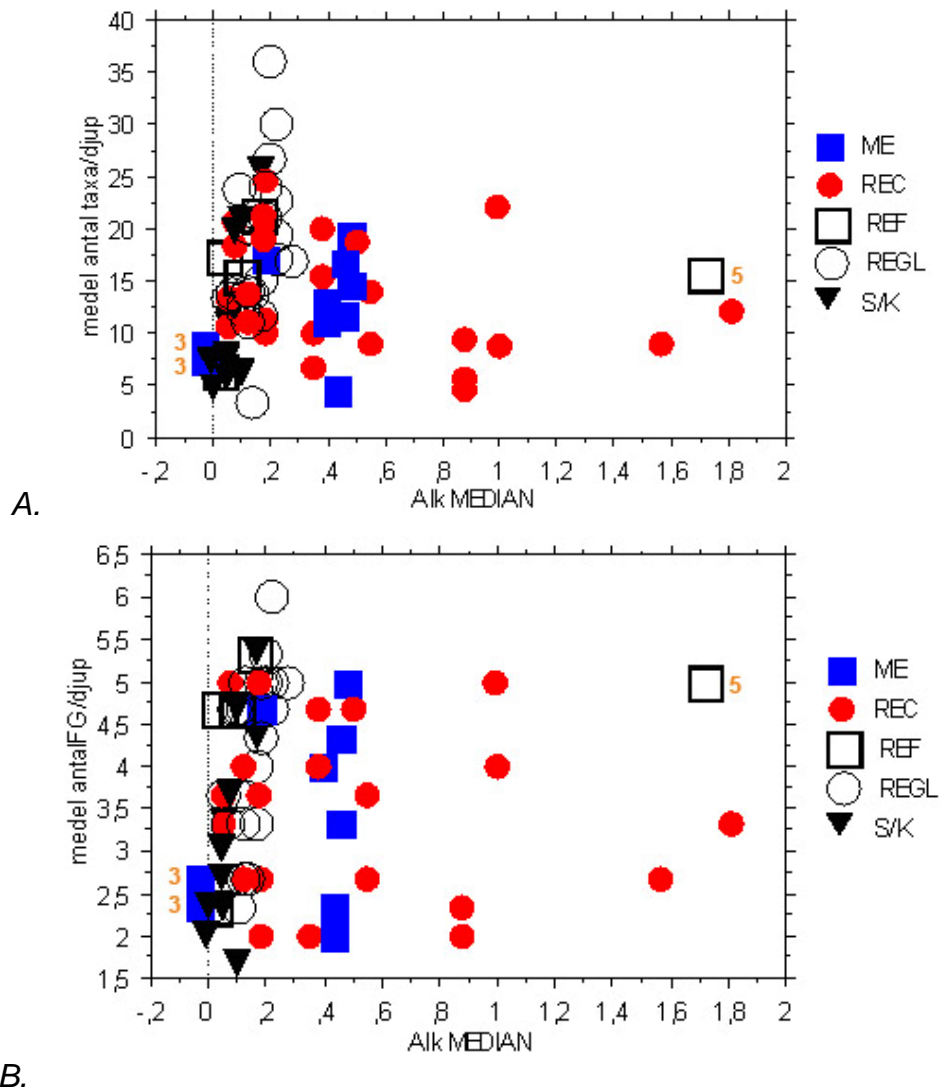 40
35
30
25
20
15
10
5
0
medel antal taxa/djup
3
3
5
-,2 0 ,2 ,4 ,6 ,8 1 1,2 1,4 1,6 1,8 2
Alk MEDIAN
ME
REC
REF
REGL
S/K
A.
6,5
6
5,5
5
4,5
4
3,5
3
2,5
2
1,5
medel antalFG/djup
3
3
5
-,2 0 ,2 ,4 ,6 ,8 1 1,2 1,4 1,6 1,8 2
Alk MEDIAN
ME
REC
REF
REGL
S/K
B.